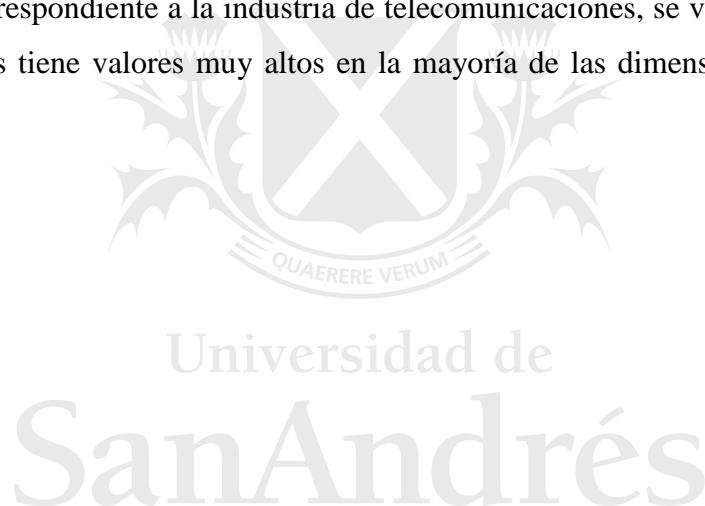 respondiente a la industria de telecomunicaciones, se v
s tiene valores muy altos en la mayoría de las dimens
QUAERERE VERUM
Universidad de
SanAndrés